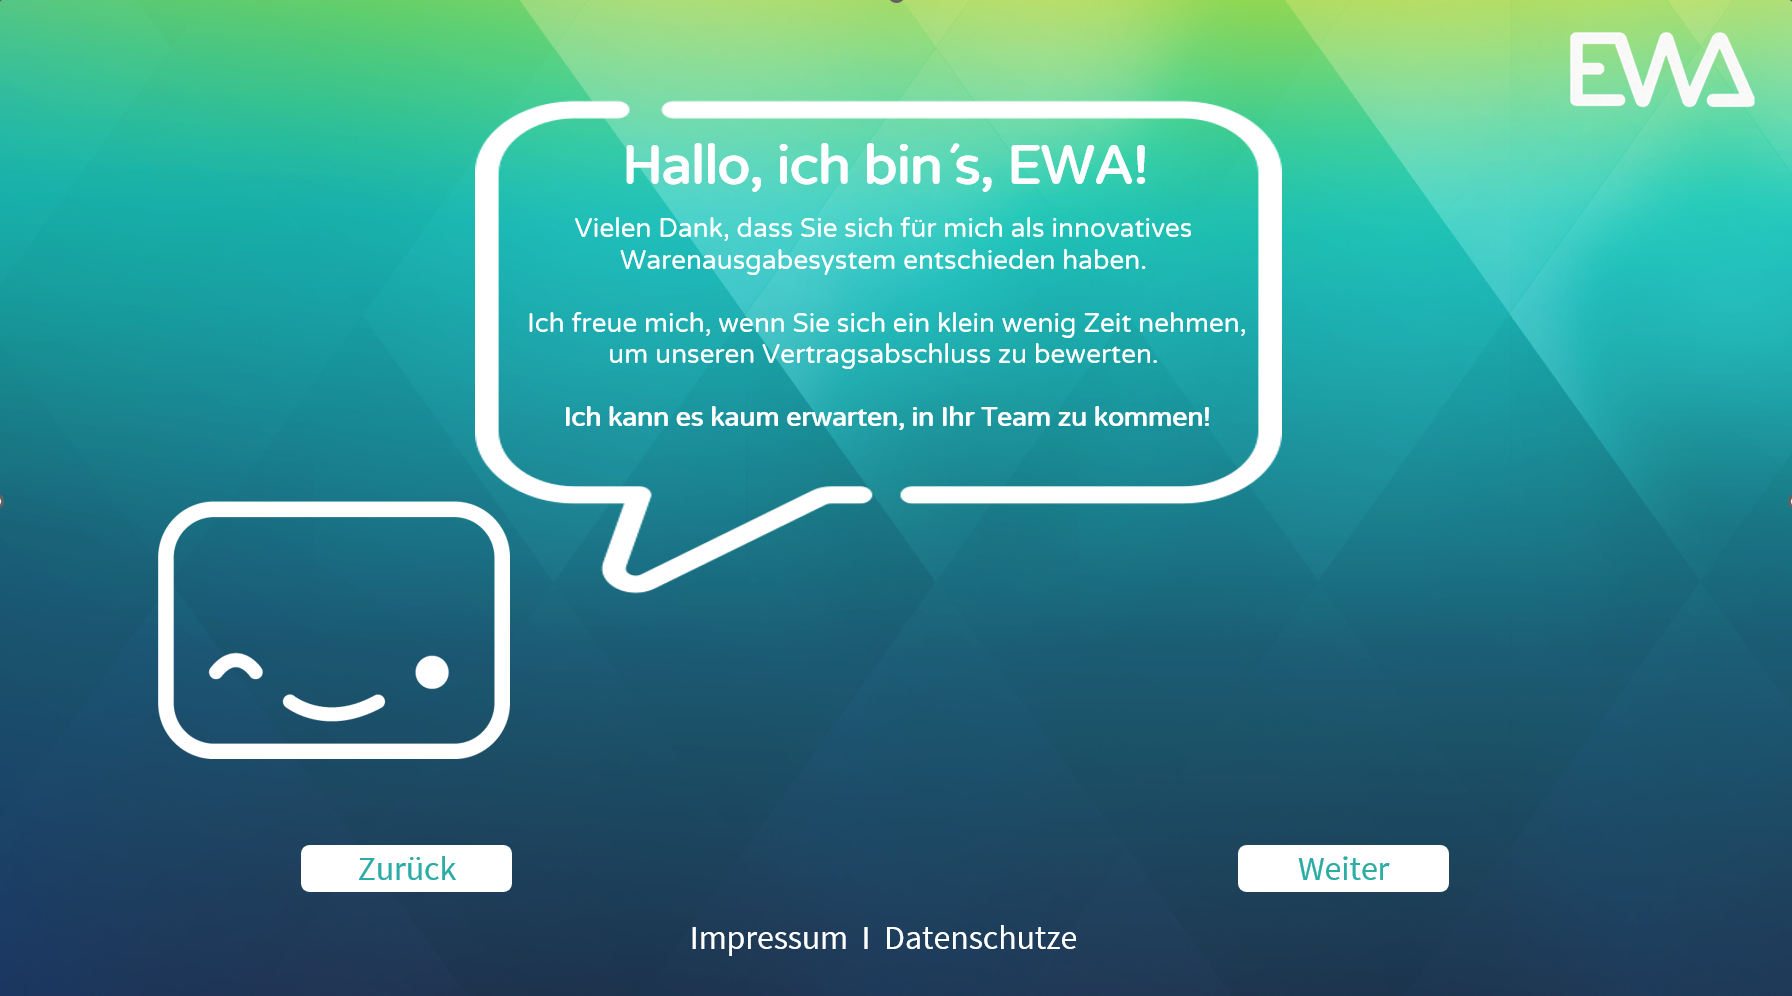 EWA
Hallo, ich bin´s, EWA!
Vielen Dank, dass Sie sich für mich als innovatives
Warenausgabesystem entschieden haben.
Ich freue mich, wenn Sie sich ein klein wenig Zeit nehmen,
um unseren Vertragsabschluss zu bewerten.
Ich kann es kaum erwarten, in Ihr Team zu kommen!
Zurück
Weiter
Impressum I Datenschutze